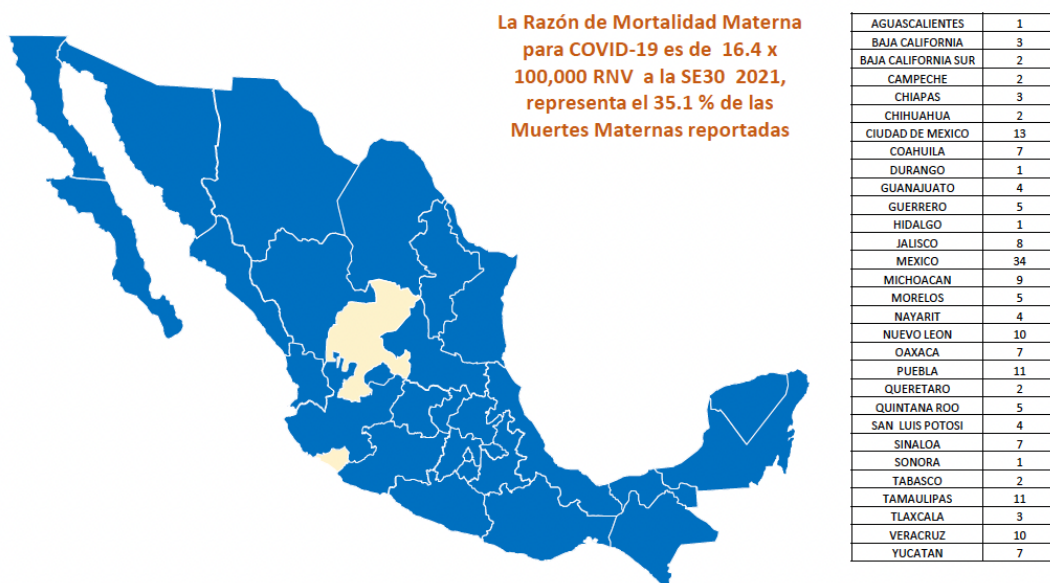 La Razón de Mortalidad Materna
para COVID-19 es de 16.4 x
100,000 RNV a la SE30 2021,
representa el 35.1 % de las
Muertes Maternas reportadas
AGUASCALIENTES 1
BAJA CALIFORNIA 3
BAJA CALIFORNIA SUR 2
CAMPECHE 2
CHIAPAS 3
CHIHUAHUA 2
CIUDAD DE MEXICO 13
COAHUILA 7
DURANGO 1
GUANAJUATO 4
GUERRERO 5
HIDALGO 1
JALISCO 8
MEXICO 34
MICHOACAN 9
MORELOS 5
NAYARIT 4
NUEVO LEON 10
OAXACA 7
PUEBLA 11
QUERETARO 2
QUINTANA ROO 5
SAN LUIS POTOSI 4
SINALOA 7
SONORA 1
TABASCO 2
TAMAULIPAS 11
TLAXCALA 3
VERACRUZ 10
YUCATAN 7